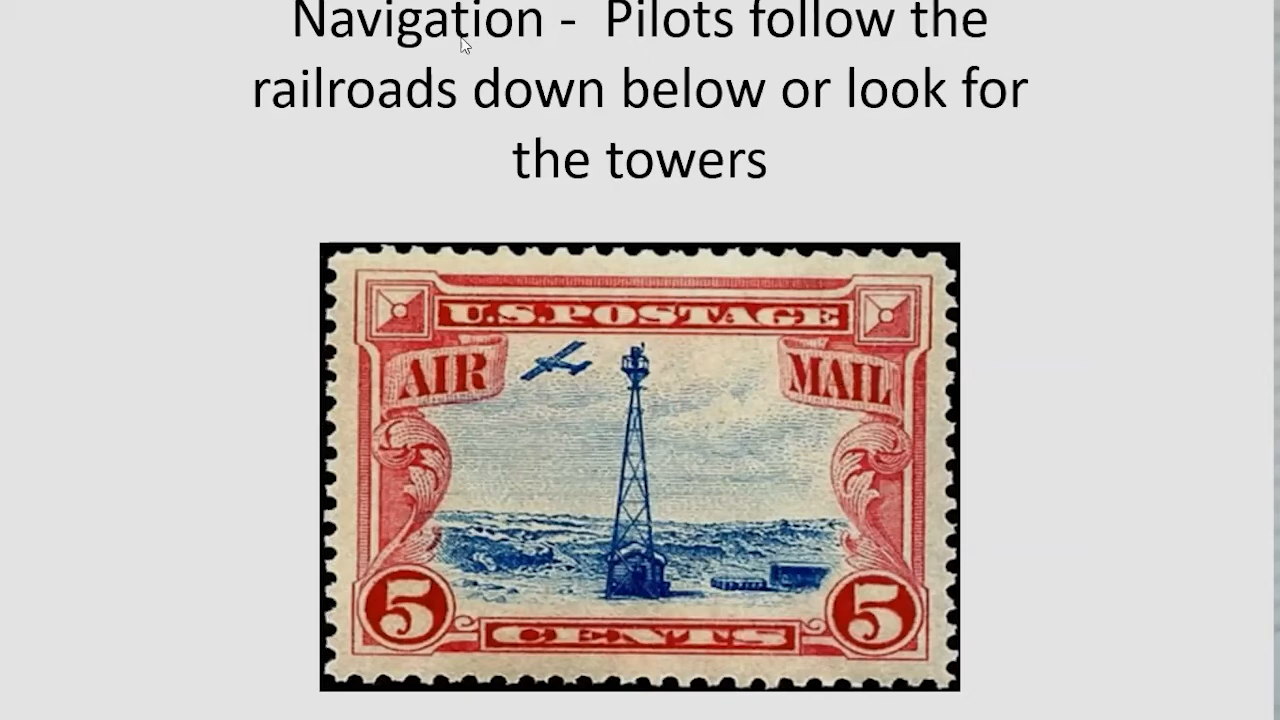 Navigation -  Pilots follow the
railroads down below or look for
the towers
U.S.POSTAGE
AIR
MAIL
5
5
CENTS